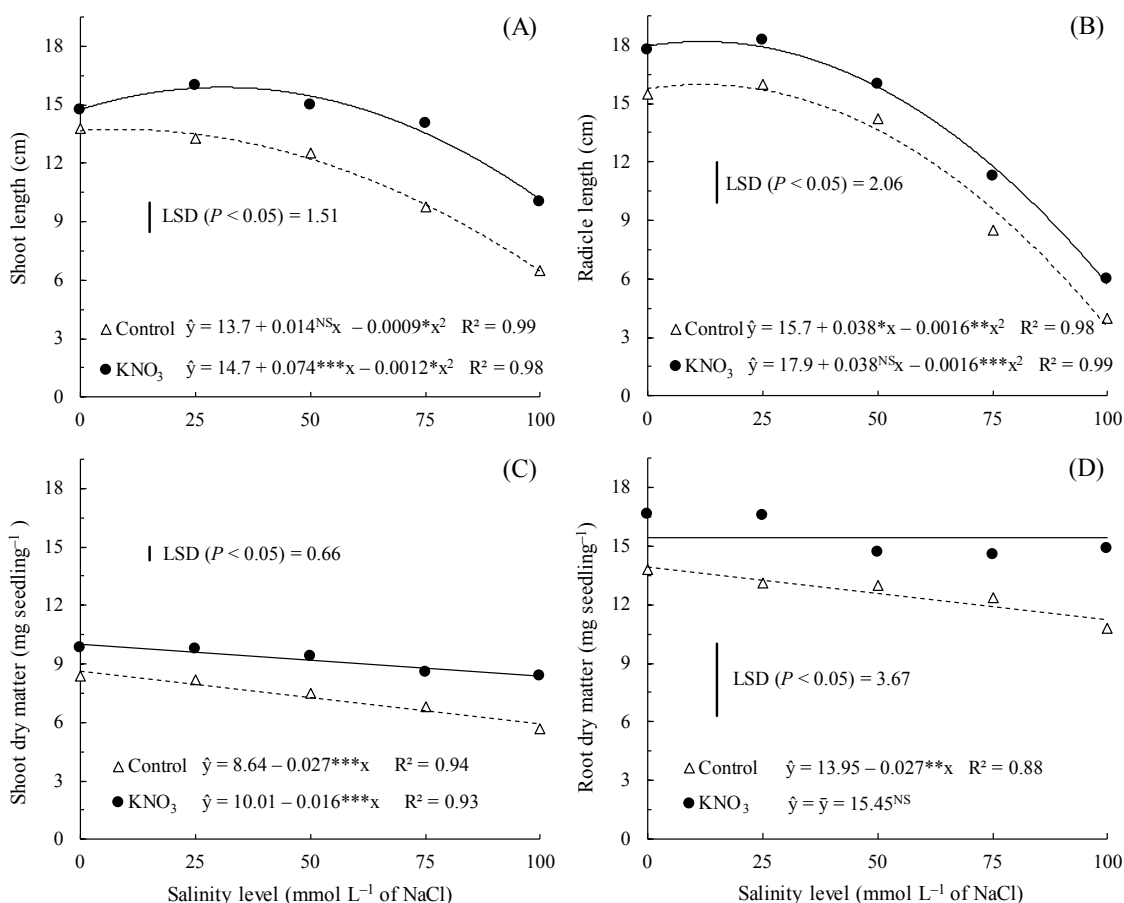 (A)
Shoot length (cm)
18
15
12
9
6
3
0
LSD (P < 0.05) = 1.51
△ Control ŷ = 13.7 + 0.014ᴺˢx − 0.0009*x² R² = 0.99
● KNO₃ ŷ = 14.7 + 0.074***x − 0.0012*x² R² = 0.98
0 25 50 75 100
(B)
Radicle length (cm)
18
15
12
9
6
3
0
LSD (P < 0.05) = 2.06
△ Control ŷ = 15.7 + 0.038*x − 0.0016**x² R² = 0.98
● KNO₃ ŷ = 17.9 + 0.038ᴺˢx − 0.0016***x² R² = 0.99
0 25 50 75 100
(C)
Shoot dry matter (mg seedling⁻¹)
18
15
12
9
6
3
0
LSD (P < 0.05) = 0.66
△ Control ŷ = 8.64 – 0.027***x R² = 0.94
● KNO₃ ŷ = 10.01 – 0.016***x R² = 0.93
0 25 50 75 100
Salinity level (mmol L⁻¹ of NaCl)
(D)
Root dry matter (mg seedling⁻¹)
18
15
12
9
6
3
0
LSD (P < 0.05) = 3.67
△ Control ŷ = 13.95 – 0.027**x R² = 0.88
● KNO₃ ŷ = ȳ = 15.45ᴺˢ
0 25 50 75 100
Salinity level (mmol L⁻¹ of NaCl)